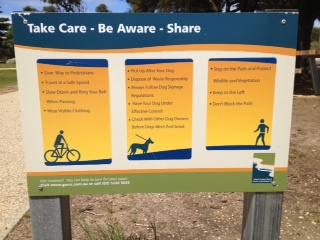 Take Care - Be Aware - Share
• Give Way to Pedestrians
• Travel at a Safe Speed
• Slow Down and Ring Your Bell
When Passing
• Wear Visible Clothing
• Pick Up After Your Dog
• Dispose of Waste Responsibly
• Always Follow Dog Signage
Regulations
• Have Your Dog Under
Effective Control
• Check With Other Dog Owners
Before Dogs Meet And Greet
• Stay on the Path and Protect
Wildlife and Vegetation
• Keep to the Left
• Don't Block the Path